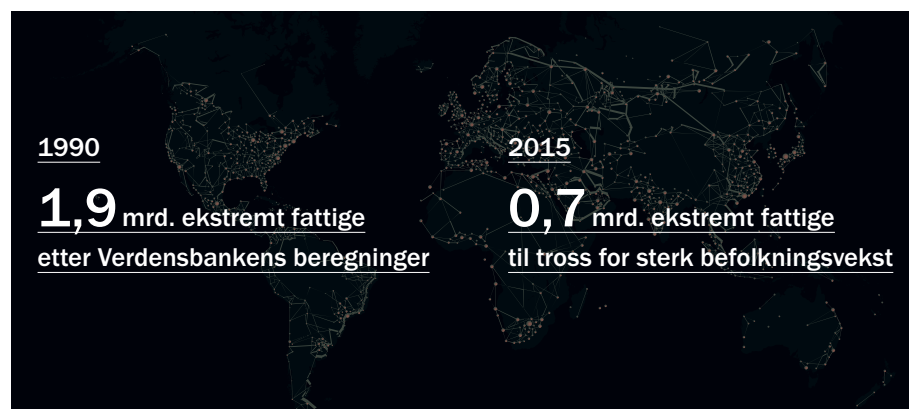 1990
1,9 mrd. ekstremt fattige
etter Verdensbankens beregninger
2015
0,7 mrd. ekstremt fattige
til tross for sterk befolkningsvekst